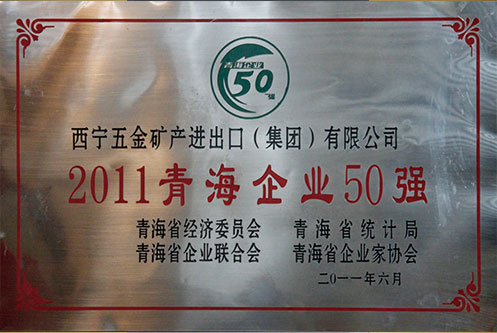 青海企业
50
强
西宁五金矿产进出口(集团)有限公司
2011青海企业50强
青海省经济委员会 青海省统计局
青海省企业联合会 青海省企业家协会
二〇一一年六月